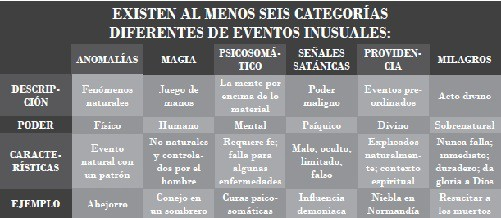 EXISTEN AL MENOS SEIS CATEGORÍAS
DIFERENTES DE EVENTOS INUSUALES:
ANOMALÍAS MAGIA PSICOSOMÁ-TICO SEÑALES SATÁNICAS PROVIDEN-CIA MILAGROS
DESCRIP-CIÓN Fenómenos naturales Juego de manos La mente por encima de lo material Poder maligno Eventos pre-ordinados Acto divino
PODER Físico Humano Mental Psíquico Divino Sobrenatural
CARACTE-RÍSTICAS Evento natural con un patrón No naturales y controla-dos por el hombre Requiere fe; falla para algunas enfermedades Malo, oculto, limitado, falso Explicados naturalmen-te; contexto espiritual Nunca falla; inmediato; duradero; da gloria a Dios
EJEMPLO Abejorro Conejo en un sombrero Curas psico-somáticas Influencia demoníaca Niebla en Normandía Resucitar a los muertos